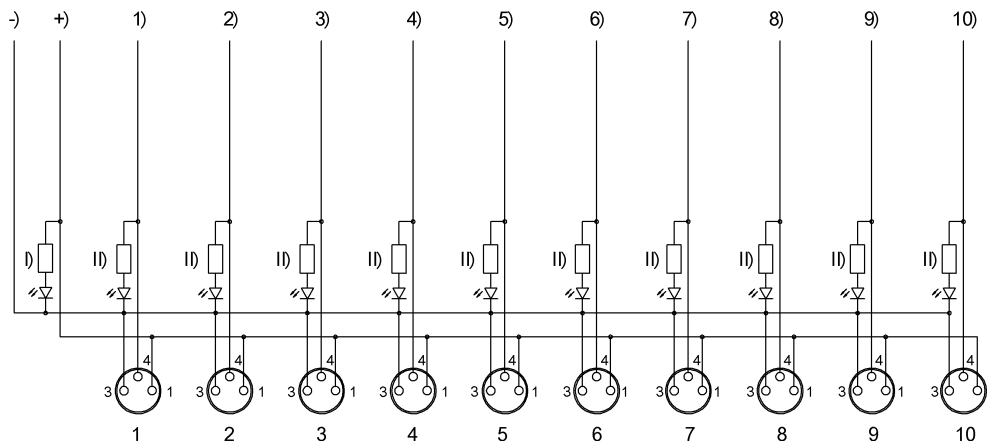 -) +) 1) 2) 3) 4) 5) 6) 7) 8) 9) 10)
I) II) II) II) II) II) II) II) II) II) II)
4 4 4 4 4 4 4 4 4 4
3 1 3 1 3 1 3 1 3 1 3 1 3 1 3 1 3 1 3 1
1 2 3 4 5 6 7 8 9 10